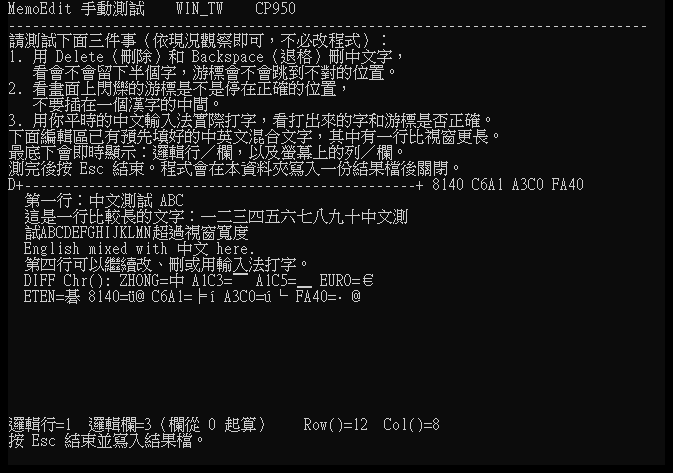 MemoEdit 手動測試    WIN_TW    CP950
--------------------------------------------------------------------------------
請測試下面三件事（依現況觀察即可，不必改程式）：
1. 用 Delete（刪除）和 Backspace（退格）刪中文字，
   看會不會留下半個字，游標會不會跳到不對的位置。
2. 看畫面上閃爍的游標是不是停在正確的位置，
   不要插在一個漢字的中間。
3. 用你平時的中文輸入法實際打字，看打出來的字和游標是否正確。
下面編輯區已有預先填好的中英文混合文字，其中有一行比視窗更長。
最底下會即時顯示：邏輯行／欄，以及螢幕上的列／欄。
測完後按 Esc 結束。程式會在本資料夾寫入一份結果檔後關閉。
D+--------------------------------------------------+ 8140 C6A1 A3C0 FA40
  第一行：中文測試 ABC
  這是一行比較長的文字：一二三四五六七八九十中文測
  試ABCDEFGHIJKLMN超過視窗寬度
  English mixed with 中文 here.
  第四行可以繼續改、刪或用輸入法打字。
  DIFF Chr(): ZHONG=中 A1C3=￣ A1C5=＿ EURO=€
  ETEN=碁 8140=ü@ C6A1=╞í A3C0=ú└ FA40=· @
邏輯行=1  邏輯欄=3（欄從 0 起算）    Row()=12  Col()=8
按 Esc 結束並寫入結果檔。